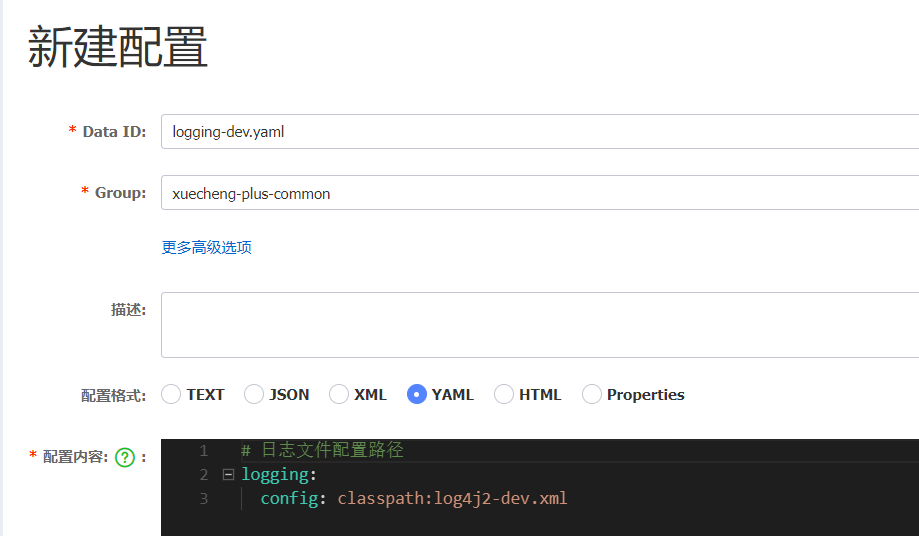 新建配置
* Data ID: logging-dev.yaml
* Group: xuecheng-plus-common
更多高级选项
描述:
配置格式: TEXT JSON XML YAML HTML Properties
* 配置内容: ? : 1 # 日志文件配置路径
2 logging:
3 config: classpath:log4j2-dev.xml